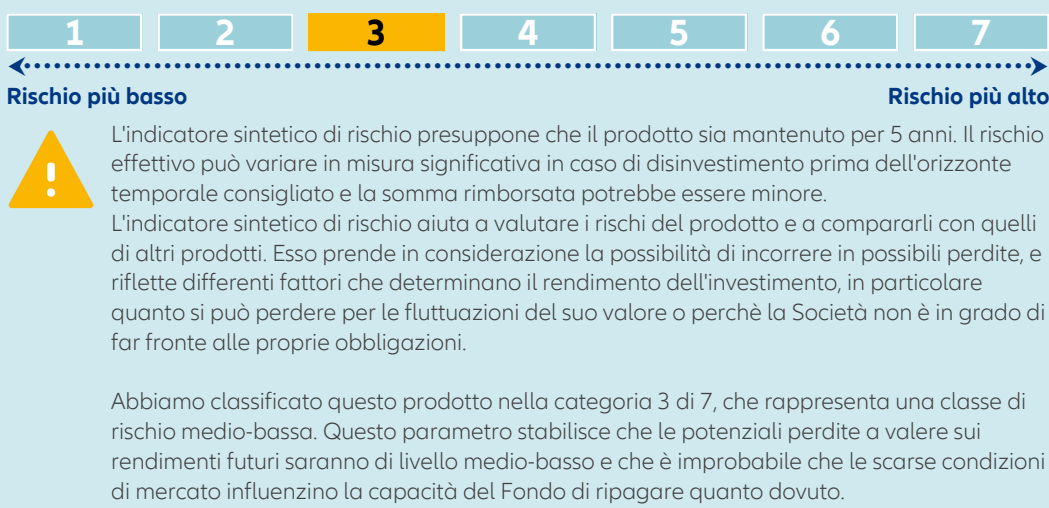 1 2 3 4 5 6 7
Rischio più basso Rischio più alto
L'indicatore sintetico di rischio presuppone che il prodotto sia mantenuto per 5 anni. Il rischio
effettivo può variare in misura significativa in caso di disinvestimento prima dell'orizzonte
temporale consigliato e la somma rimborsata potrebbe essere minore.
L'indicatore sintetico di rischio aiuta a valutare i rischi del prodotto e a compararli con quelli
di altri prodotti. Esso prende in considerazione la possibilità di incorrere in possibili perdite, e
riflette differenti fattori che determinano il rendimento dell'investimento, in particolare
quanto si può perdere per le fluttuazioni del suo valore o perchè la Società non è in grado di
far fronte alle proprie obbligazioni.
Abbiamo classificato questo prodotto nella categoria 3 di 7, che rappresenta una classe di
rischio medio-bassa. Questo parametro stabilisce che le potenziali perdite a valere sui
rendimenti futuri saranno di livello medio-basso e che è improbabile che le scarse condizioni
di mercato influenzino la capacità del Fondo di ripagare quanto dovuto.